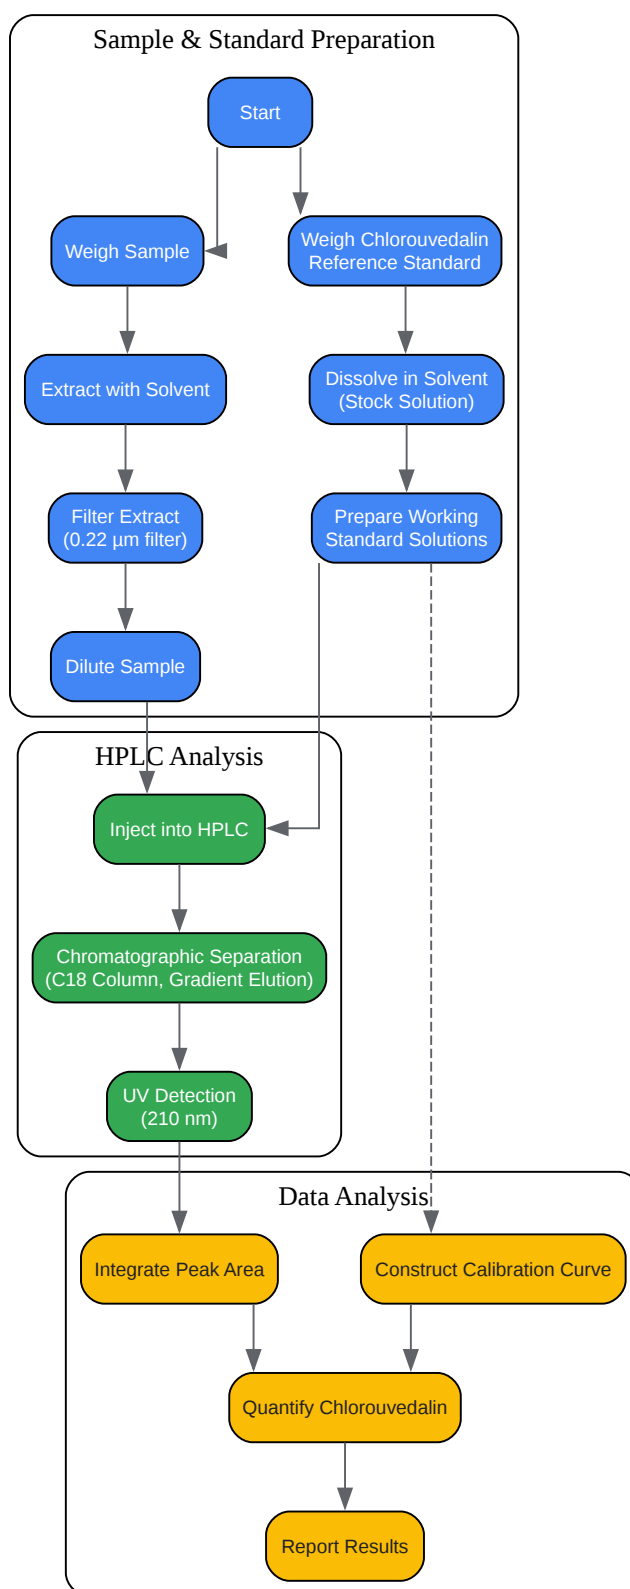 Sample & Standard Preparation
Start
Weigh Sample
Weigh Chlorouvedalin
Reference Standard
Extract with Solvent
Dissolve in Solvent
(Stock Solution)
Filter Extract
(0.22 µm filter)
Prepare Working
Standard Solutions
Dilute Sample
HPLC Analysis
Inject into HPLC
Chromatographic Separation
(C18 Column, Gradient Elution)
UV Detection
(210 nm)
Data Analysis
Integrate Peak Area
Construct Calibration Curve
Quantify Chlorouvedalin
Report Results